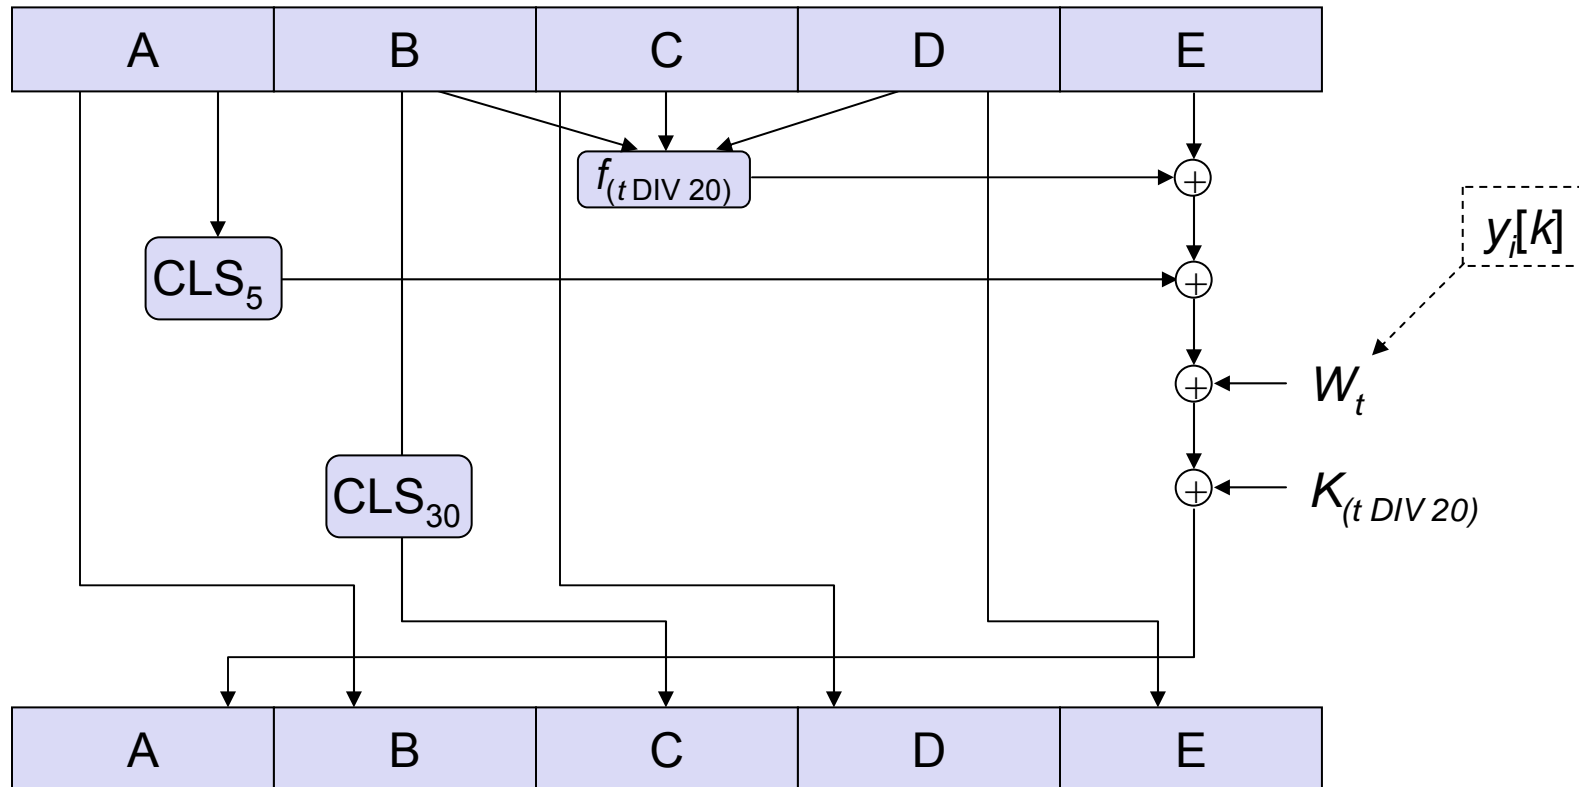 A B C D E
f(t DIV 20)
+
yi[k]
CLS5
+
+
Wt
CLS30
+
K(t DIV 20)
A B C D E